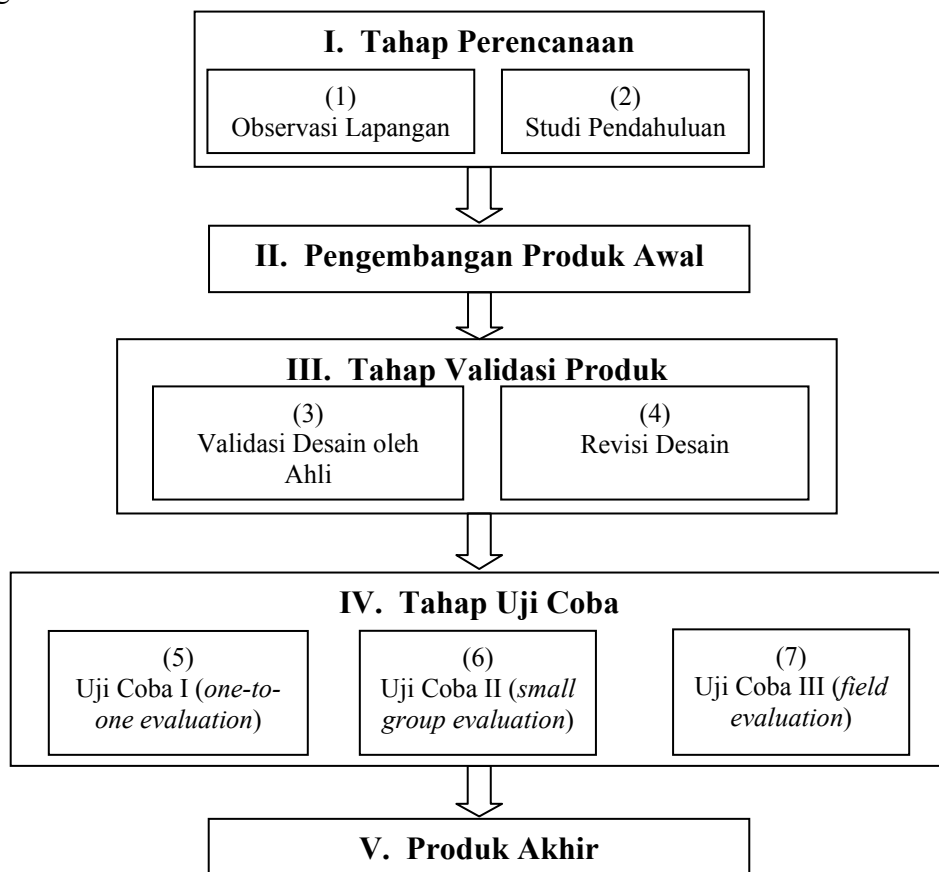 I. Tahap Perencanaan
(1)
Observasi Lapangan
(2)
Studi Pendahuluan
II. Pengembangan Produk Awal
III. Tahap Validasi Produk
(3)
Validasi Desain oleh
Ahli
(4)
Revisi Desain
IV. Tahap Uji Coba
(5)
Uji Coba I (one-to-
one evaluation)
(6)
Uji Coba II (small
group evaluation)
(7)
Uji Coba III (field
evaluation)
V. Produk Akhir